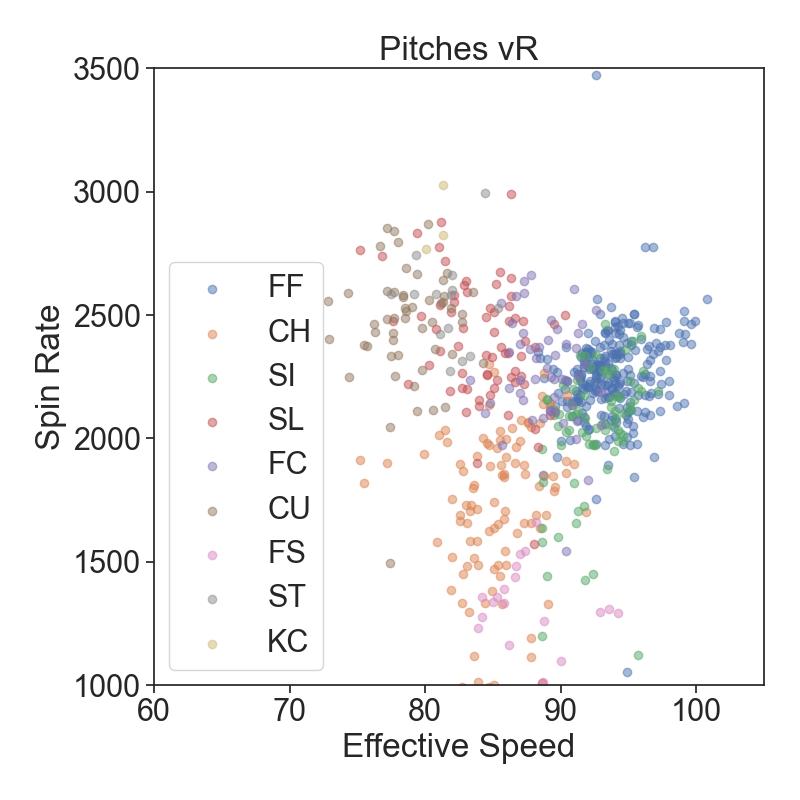 Pitches vR
3500
3000
2500
2000
1500
1000
Spin Rate
FF
CH
SI
SL
FC
CU
FS
ST
KC
60 70 80 90 100
Effective Speed